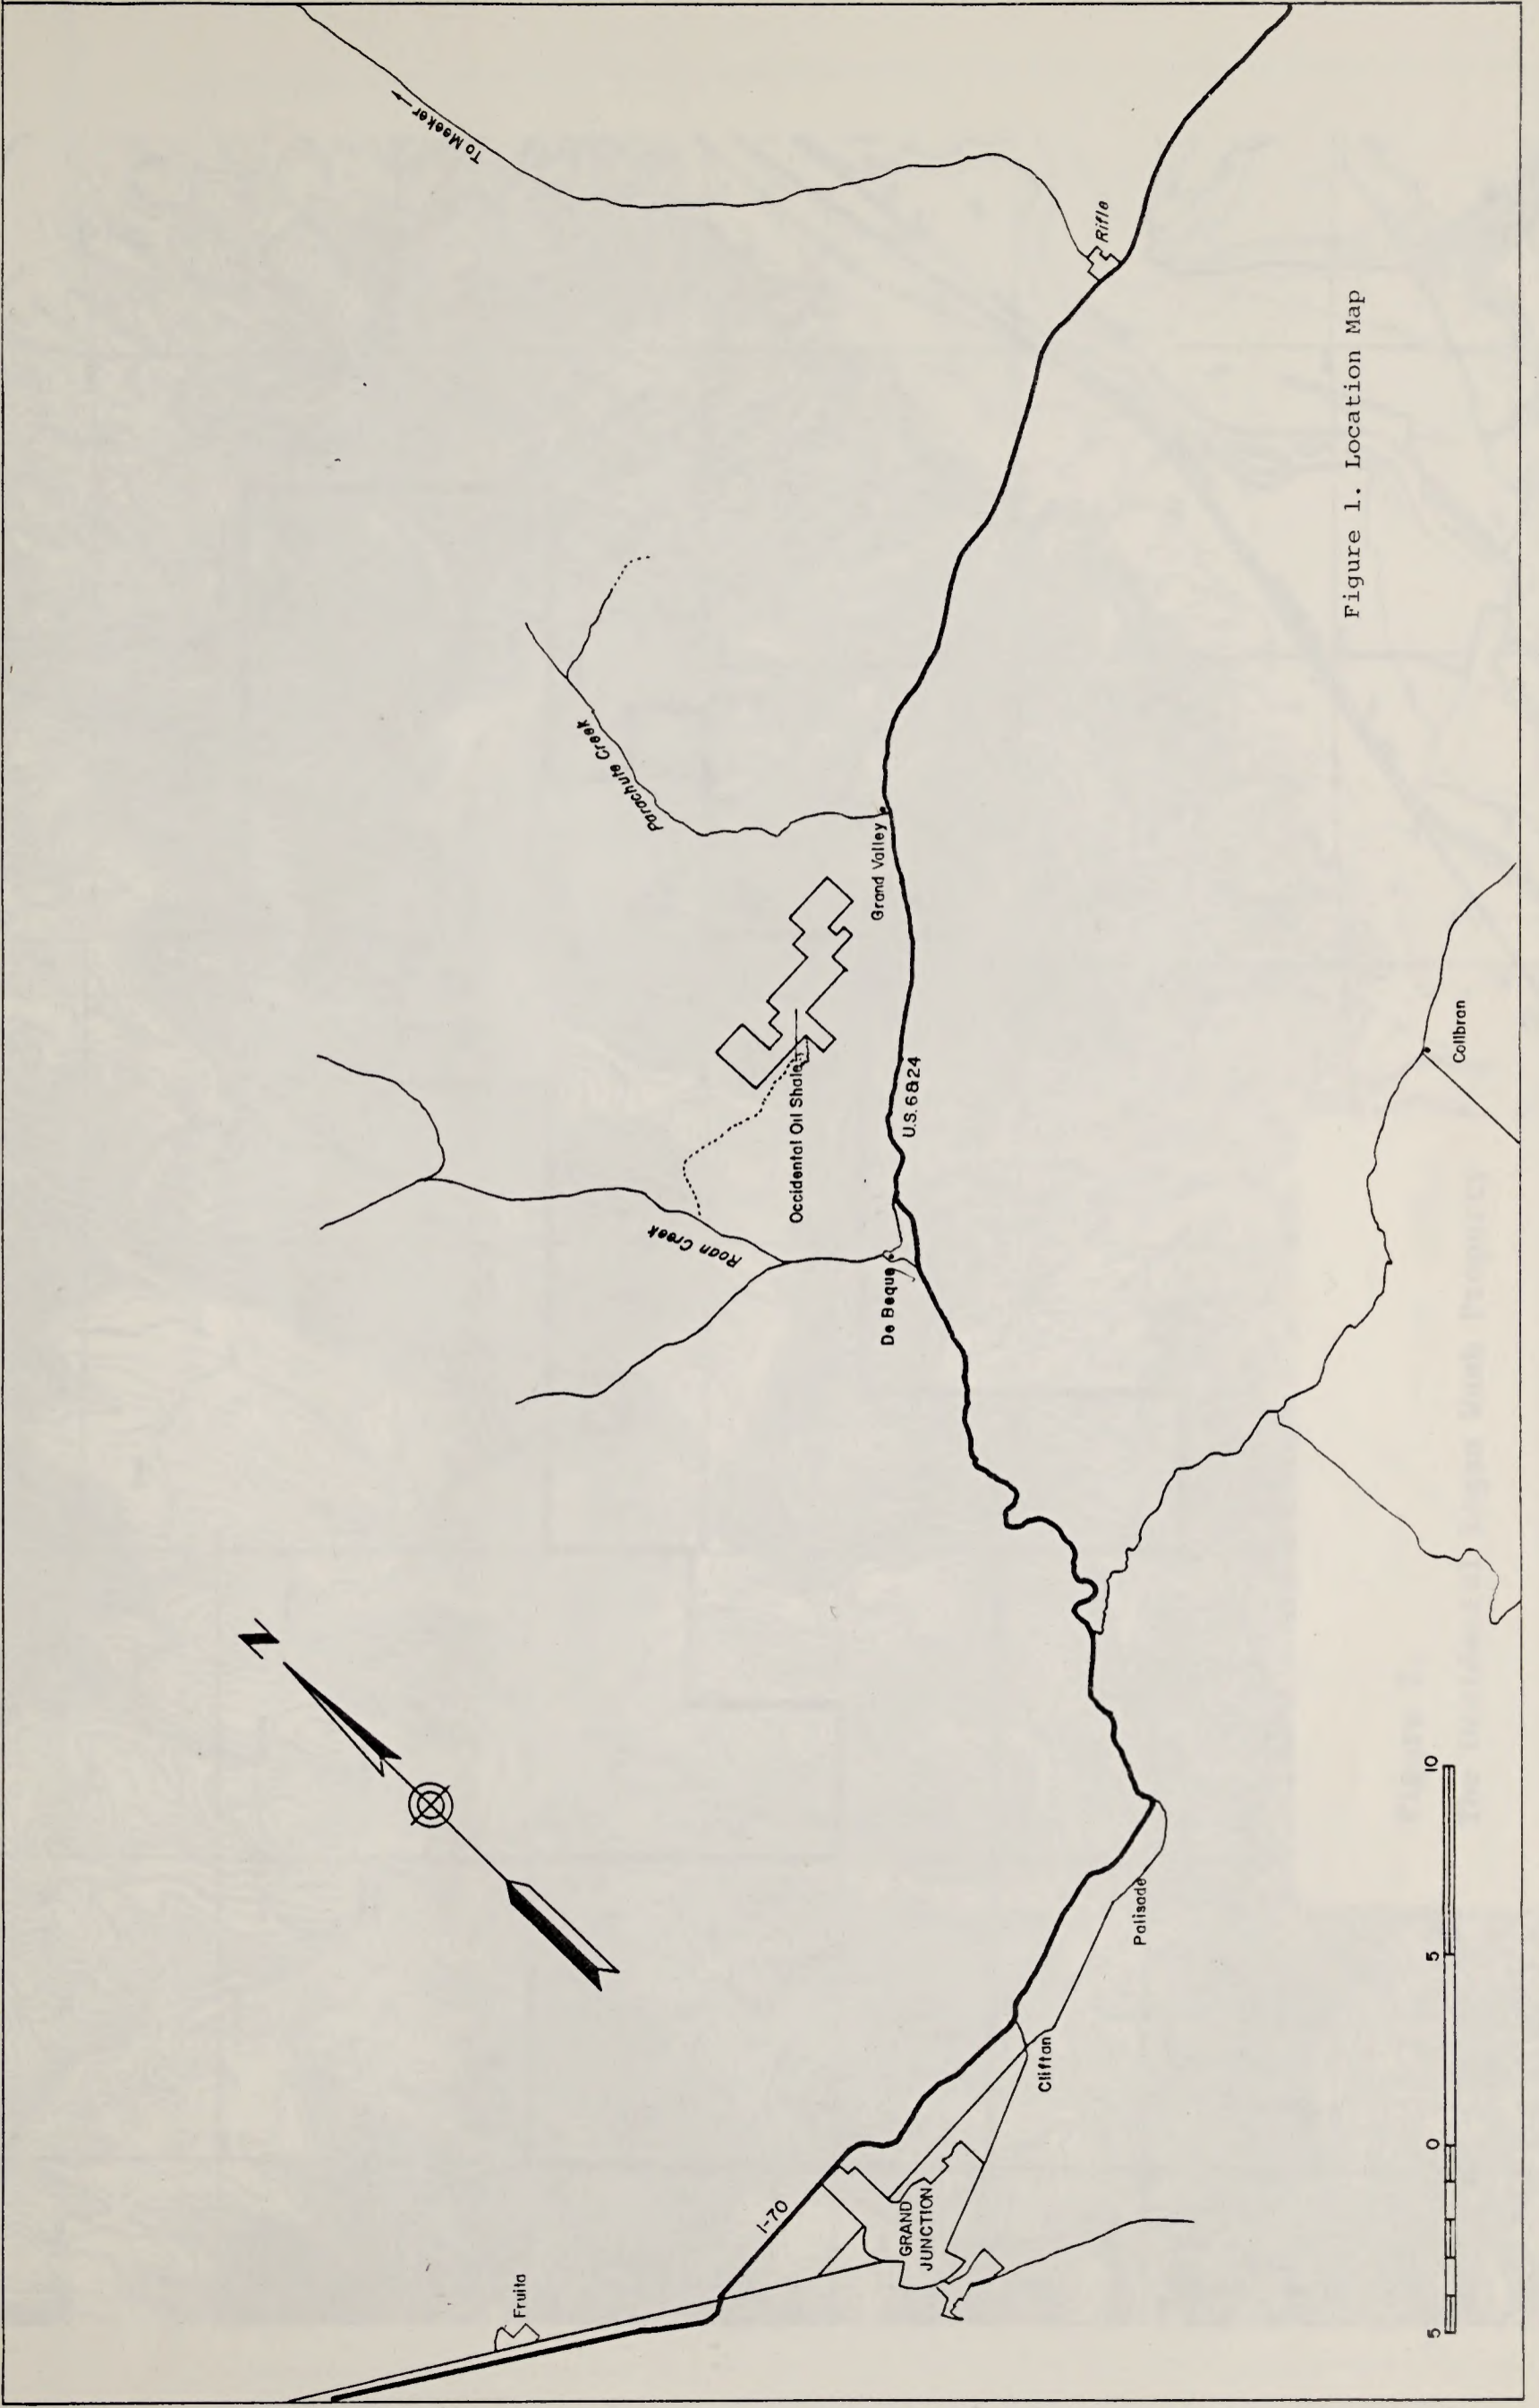 To Meeker
Rifle
Figure 1. Location Map
Parachute Creek
Grand Valley
Occidental Oil Shale
U.S. 6&24
Collbran
Roan Creek
De Beque
N
Palisade
Cliftan
I-70
GRAND
JUNCTION
Fruita
5 0 5 10